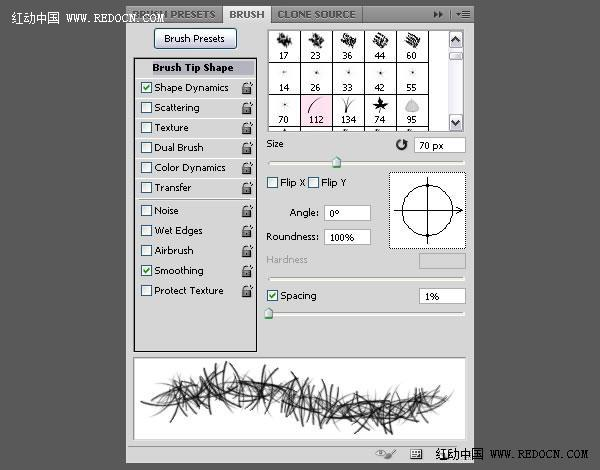 红动中国 WWW.REDOCN.COM
BRUSH PRESETS BRUSH CLONE SOURCE
Brush Presets
Brush Tip Shape
Shape Dynamics
Scattering
Texture
Dual Brush
Color Dynamics
Transfer
Noise
Wet Edges
Airbrush
Smoothing
Protect Texture
17 23 36 44 60
14 26 33 42 55
70 112 134 74 95
Size 70 px
Flip X Flip Y
Angle: 0º
Roundness: 100%
Hardness
Spacing 1%
红动中国 WWW.REDOCN.COM